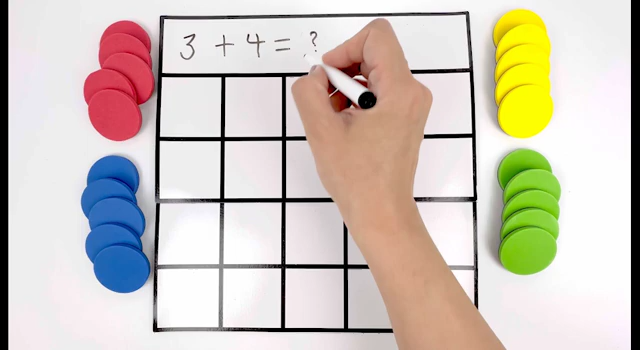 3 + 4 = ?